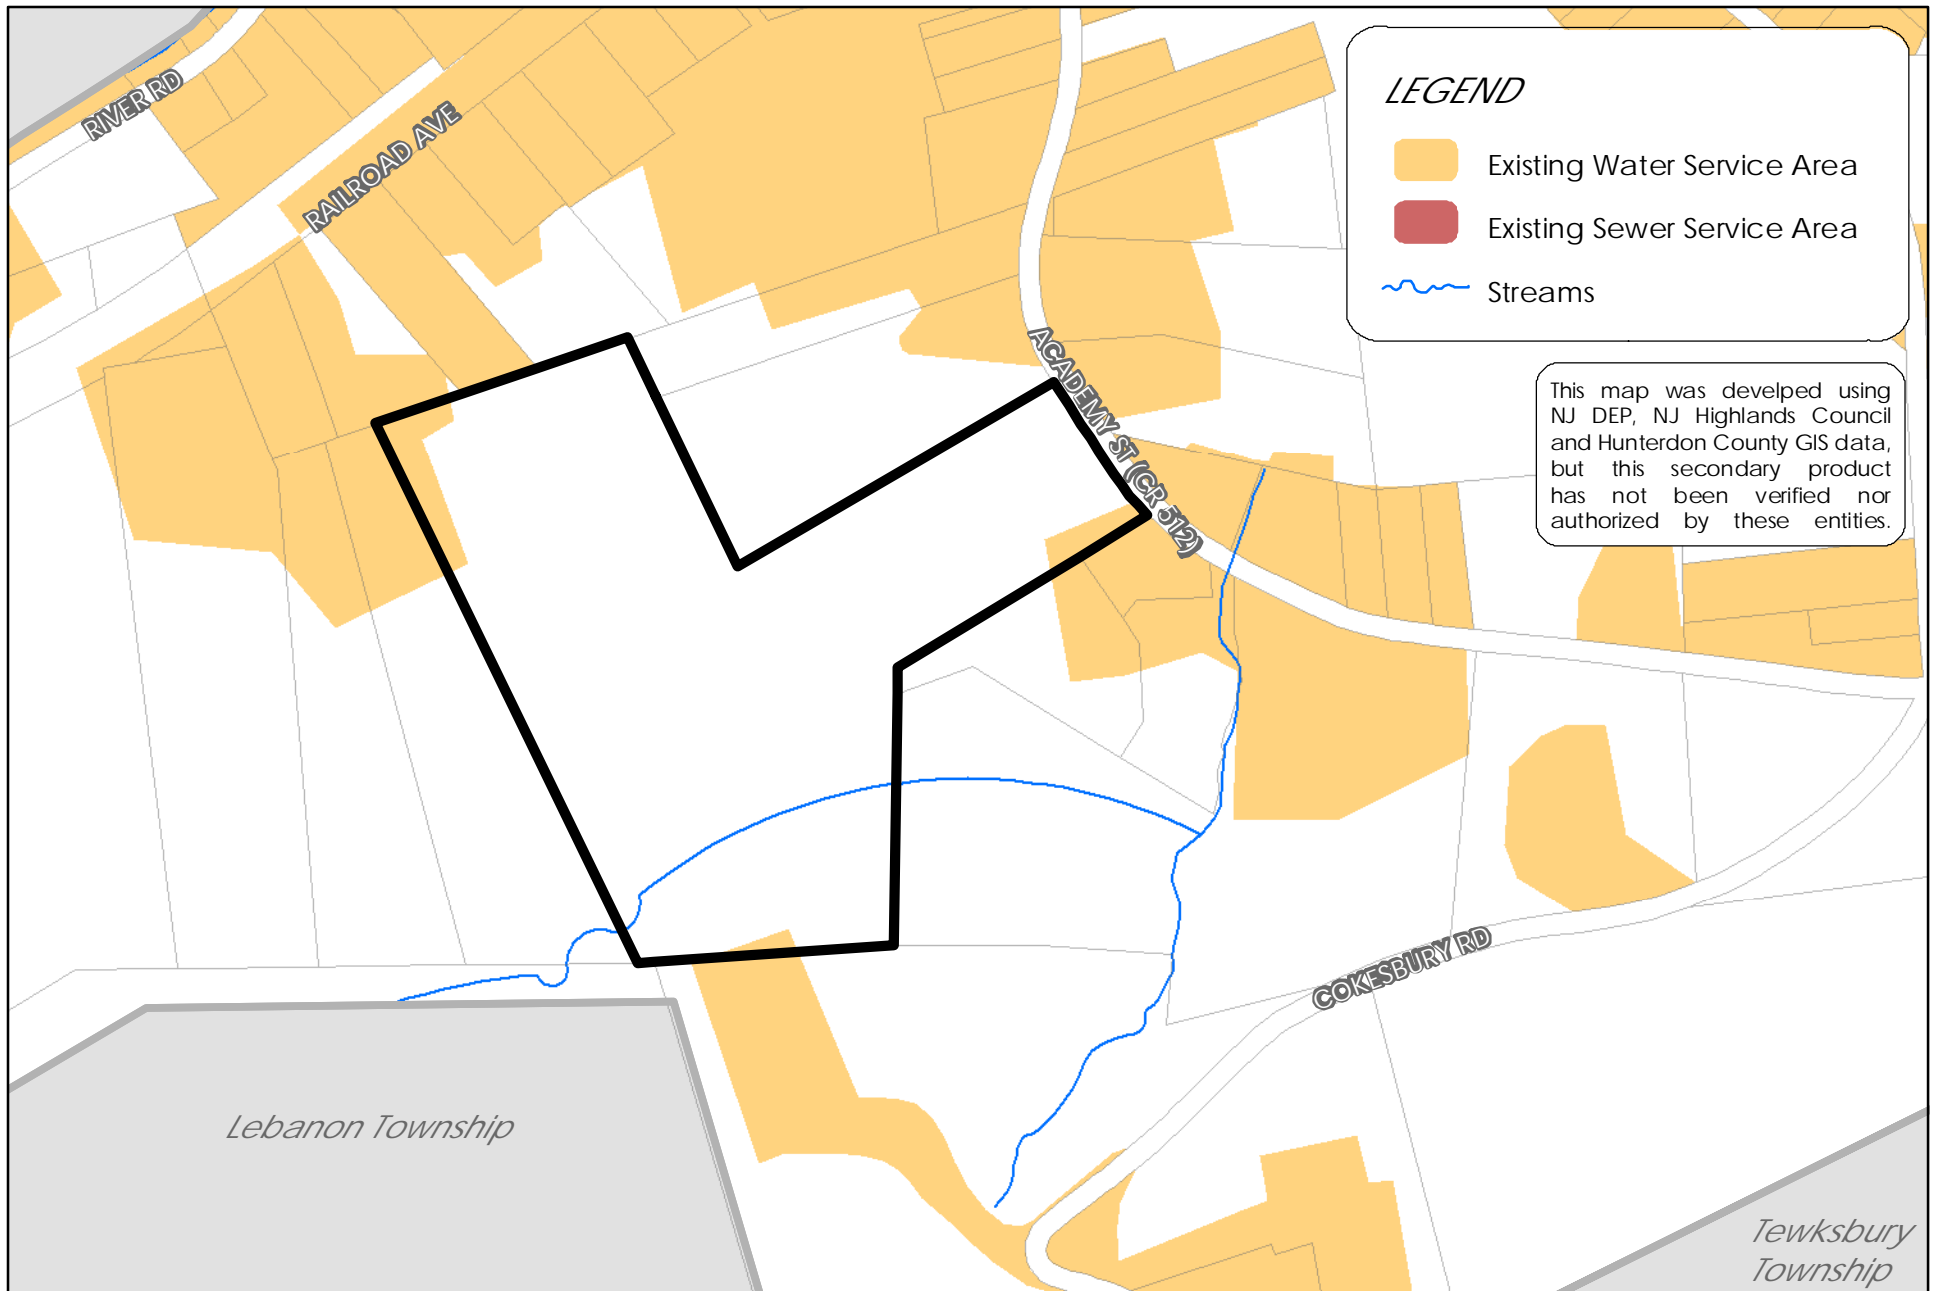 RIVER RD
RAILROAD AVE
ACADEMY ST (CR 512)
LEGEND
Existing Water Service Area
Existing Sewer Service Area
Streams
This map was develped using
NJ DEP, NJ Highlands Council
and Hunterdon County GIS data,
but this secondary product
has not been verified nor
authorized by these entities.
COKESBURY RD
Lebanon Township
Tewksbury
Township